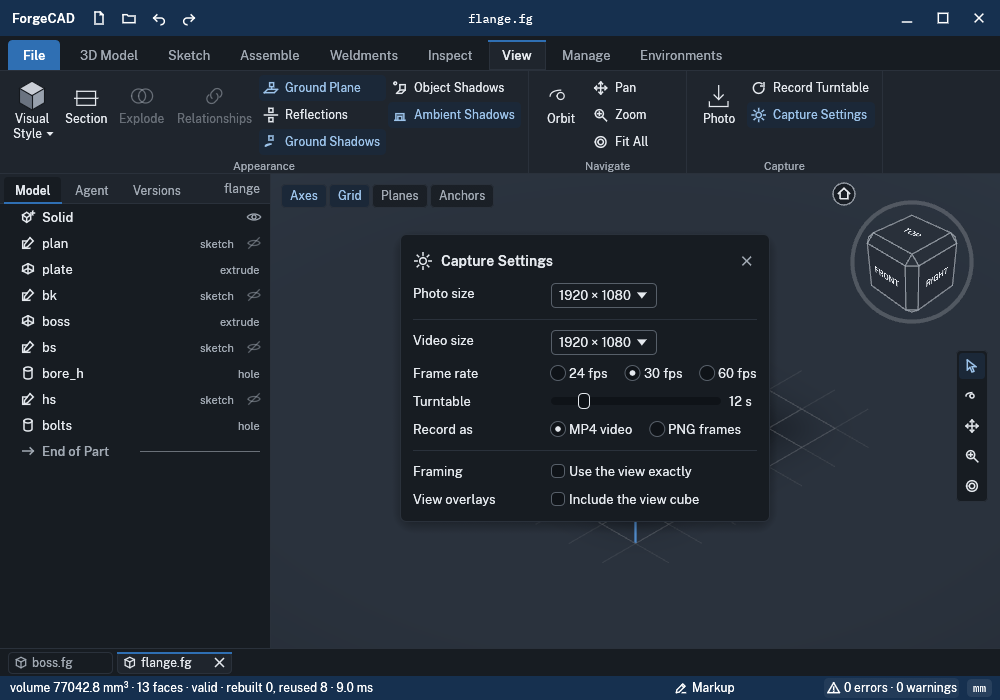 ForgeCAD
flange.fg
File
3D Model
Sketch
Assemble
Weldments
Inspect
View
Manage
Environments
Visual Style
Section
Explode
Relationships
Ground Plane
Reflections
Ground Shadows
Object Shadows
Ambient Shadows
Appearance
Orbit
Pan
Zoom
Fit All
Navigate
Photo
Record Turntable
Capture Settings
Capture
Model
Agent
Versions
flange
Solid
plan sketch
plate extrude
bk sketch
boss extrude
bs sketch
bore_h hole
hs sketch
bolts hole
End of Part
Axes
Grid
Planes
Anchors
TOP
FRONT
RIGHT
Capture Settings
Photo size 1920 × 1080
Video size 1920 × 1080
Frame rate 24 fps 30 fps 60 fps
Turntable 12 s
Record as MP4 video PNG frames
Framing Use the view exactly
View overlays Include the view cube
boss.fg
flange.fg
volume 77042.8 mm³ · 13 faces · valid · rebuilt 0, reused 8 · 9.0 ms
Markup
0 errors · 0 warnings
mm